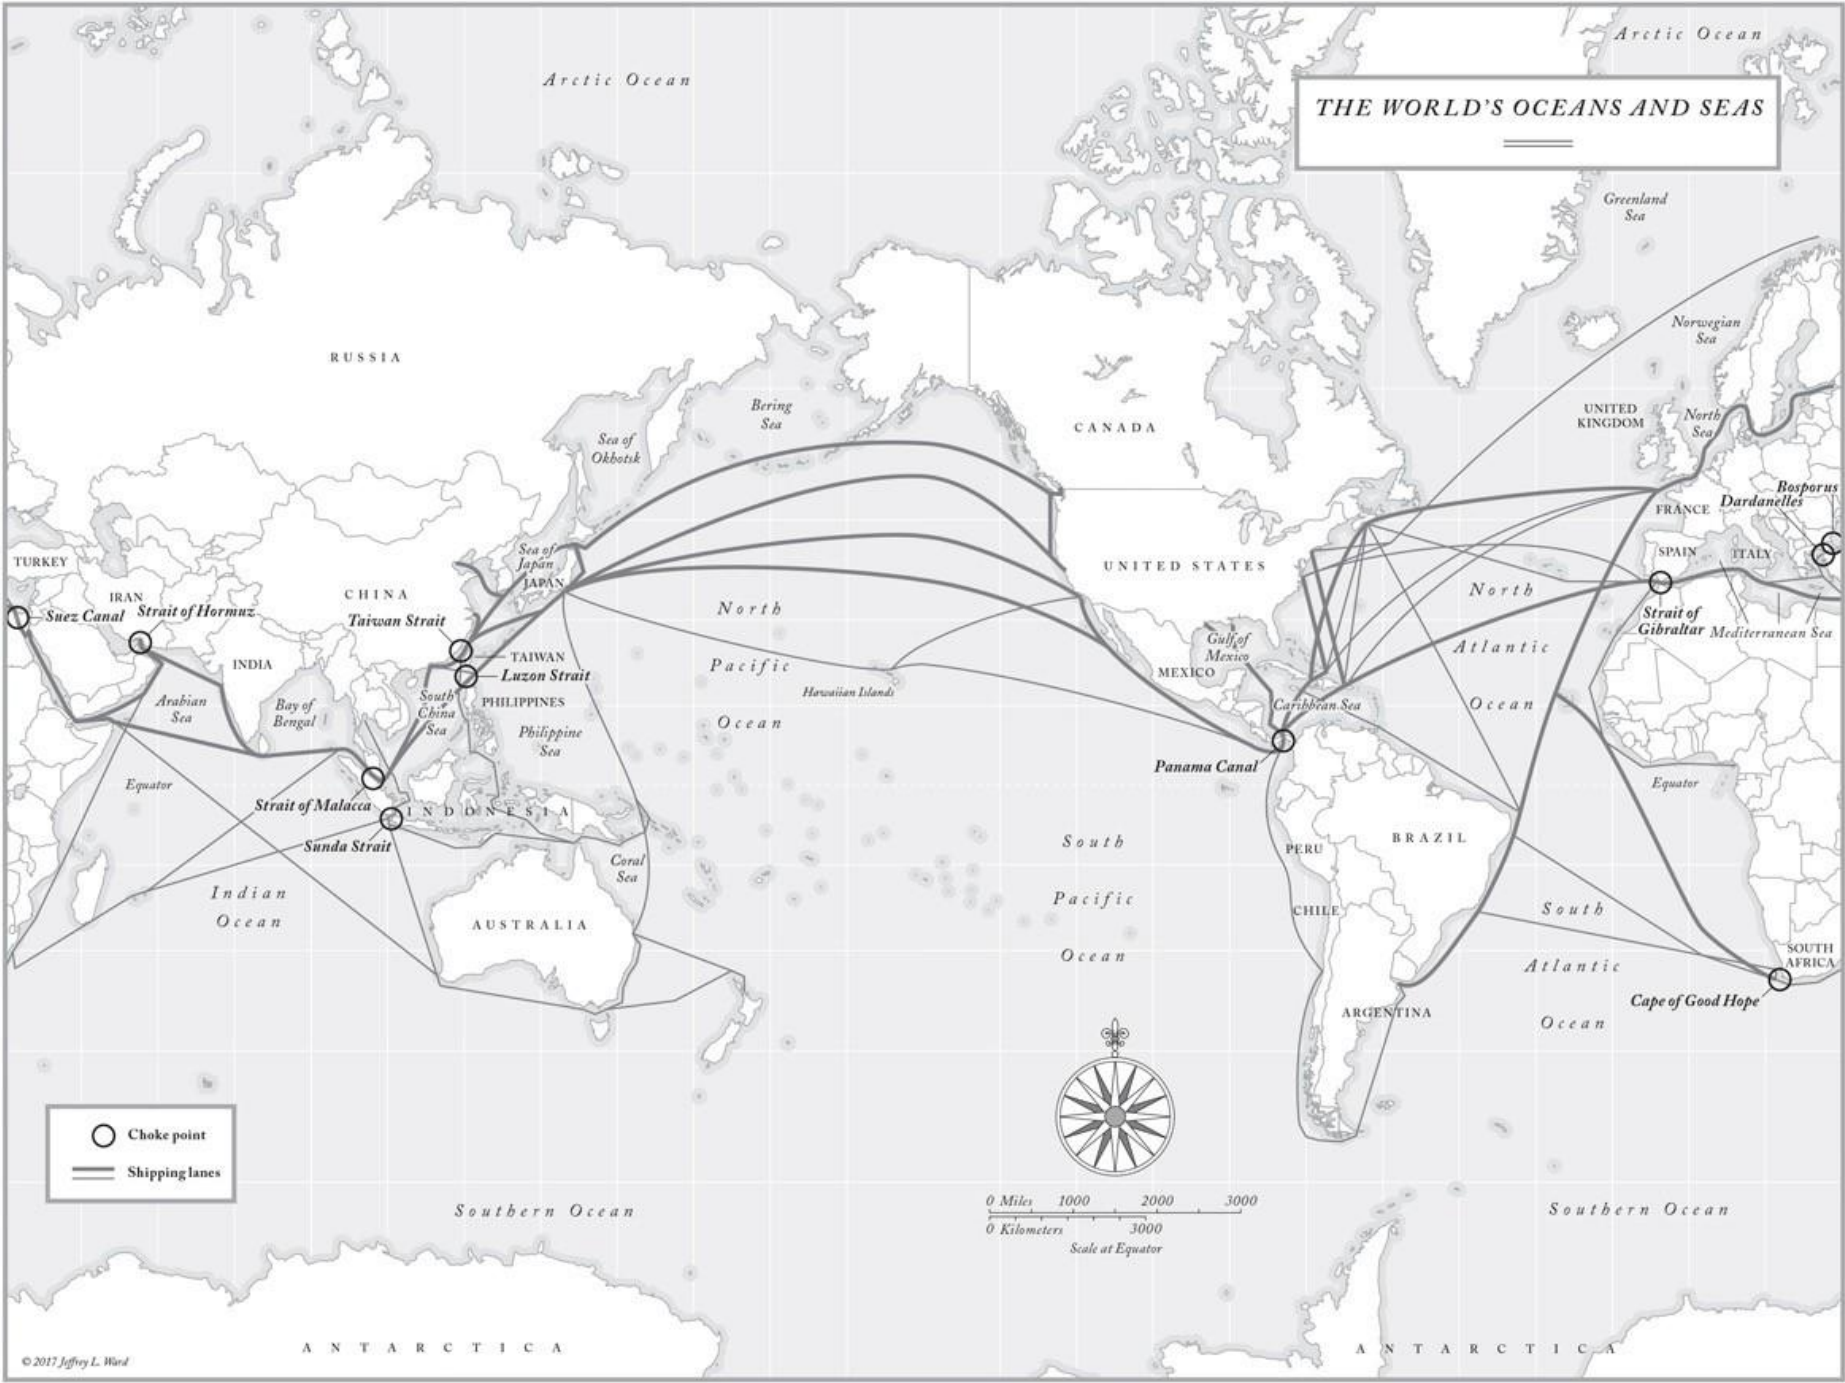 Arctic Ocean
Arctic Ocean
THE WORLD'S OCEANS AND SEAS
Greenland
Sea
Norwegian
Sea
RUSSIA
Bering
Sea
Sea of
Okhotsk
CANADA
UNITED
KINGDOM
North
Sea
Bosporus
Dardanelles
FRANCE
SPAIN
ITALY
TURKEY
IRAN
Suez Canal
Strait of Hormuz
CHINA
Taiwan Strait
Sea of
Japan
JAPAN
TAIWAN
Luzon Strait
INDIA
Arabian
Sea
Bay of
Bengal
South
China
Sea
PHILIPPINES
Philippine
Sea
North
Pacific
Ocean
Hawaiian Islands
UNITED STATES
MEXICO
Gulf of
Mexico
Caribbean Sea
Panama Canal
North
Atlantic
Ocean
Strait of
Gibraltar
Mediterranean Sea
Equator
Strait of Malacca
INDONESIA
Sunda Strait
Equator
Coral
Sea
Indian
Ocean
AUSTRALIA
South
Pacific
Ocean
PERU
BRAZIL
CHILE
ARGENTINA
South
Atlantic
Ocean
SOUTH
AFRICA
Cape of Good Hope
Choke point
Shipping lanes
0 Miles 1000 2000 3000
0 Kilometers 3000
Scale at Equator
Southern Ocean
Southern Ocean
ANTARCTICA
ANTARCTICA
© 2017 Jeffrey L. Ward